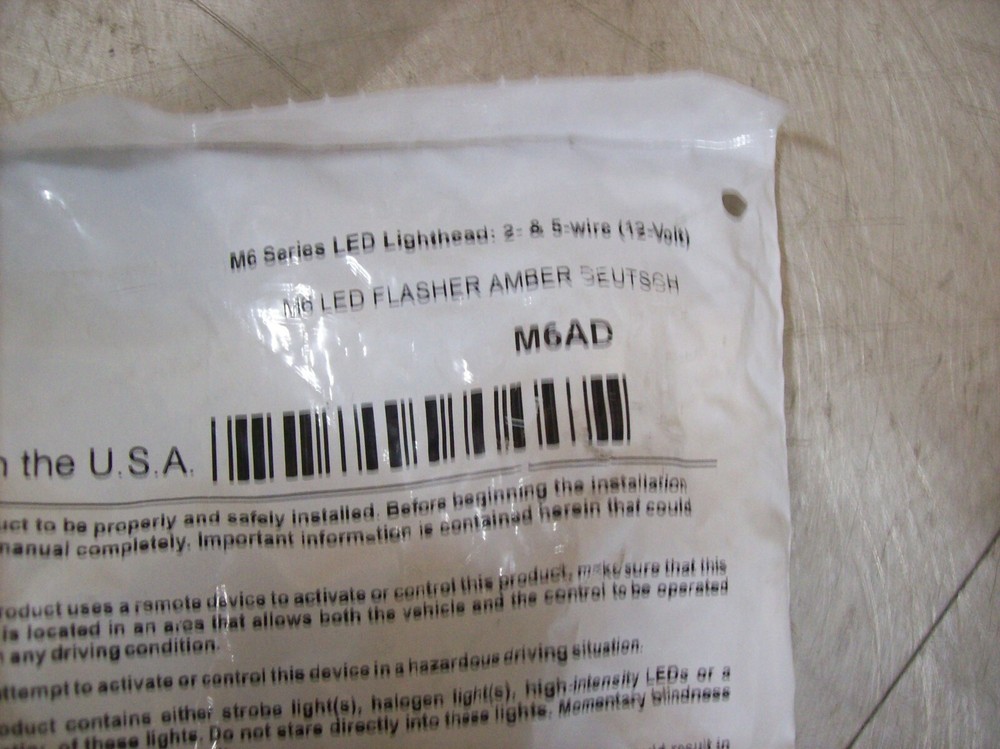 M6 Series LED Lighthead: 2- & 5-wire (12-Volt)
M6 LED FLASHER AMBER DEUTSCH
M6AD
the U.S.A.
to be properly and safely installed. Before beginning the installation
manual completely. Important information is contained herein that could
uses a remote device to activate or control this product, make sure that this
is located in an area that allows both the vehicle and the control to be operated
any driving condition.
attempt to activate or control this device in a hazardous driving situation.
contains either strobe light(s), halogen light(s), high-intensity LEDs or a
of these lights. Do not stare directly into these lights. Momentary blindness
result in